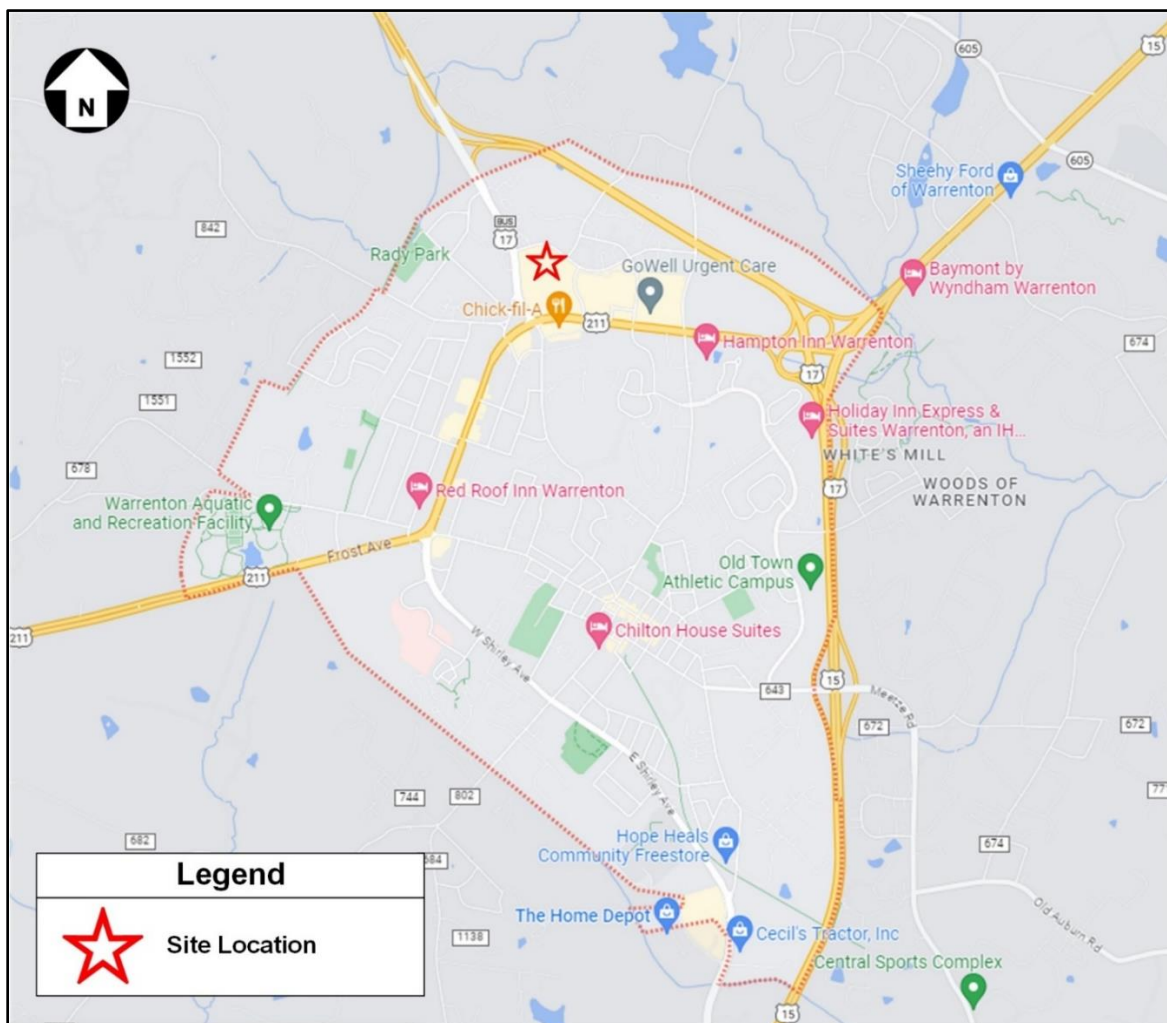 N
605
15
605
Sheehy Ford
of Warrenton
842
BUS
17
Rady Park
GoWell Urgent Care
Baymont by
Wyndham Warrenton
Chick-fil-A
211
Hampton Inn Warrenton
674
1552
17
1551
Holiday Inn Express &
Suites Warrenton, an IH...
WHITE'S MILL
678
Red Roof Inn Warrenton
17
WOODS OF
WARRENTON
Warrenton Aquatic
and Recreation Facility
Frost Ave
Old Town
Athletic Campus
211
211
Chilton House Suites
W Shirley Ave
15
643
Meetze Rd
672
672
E Shirley Ave
744
802
77
682
684
Hope Heals
Community Freestore
674
Legend
The Home Depot
Old Auburn Rd
Site Location
1138
Cecil's Tractor, Inc
Central Sports Complex
15